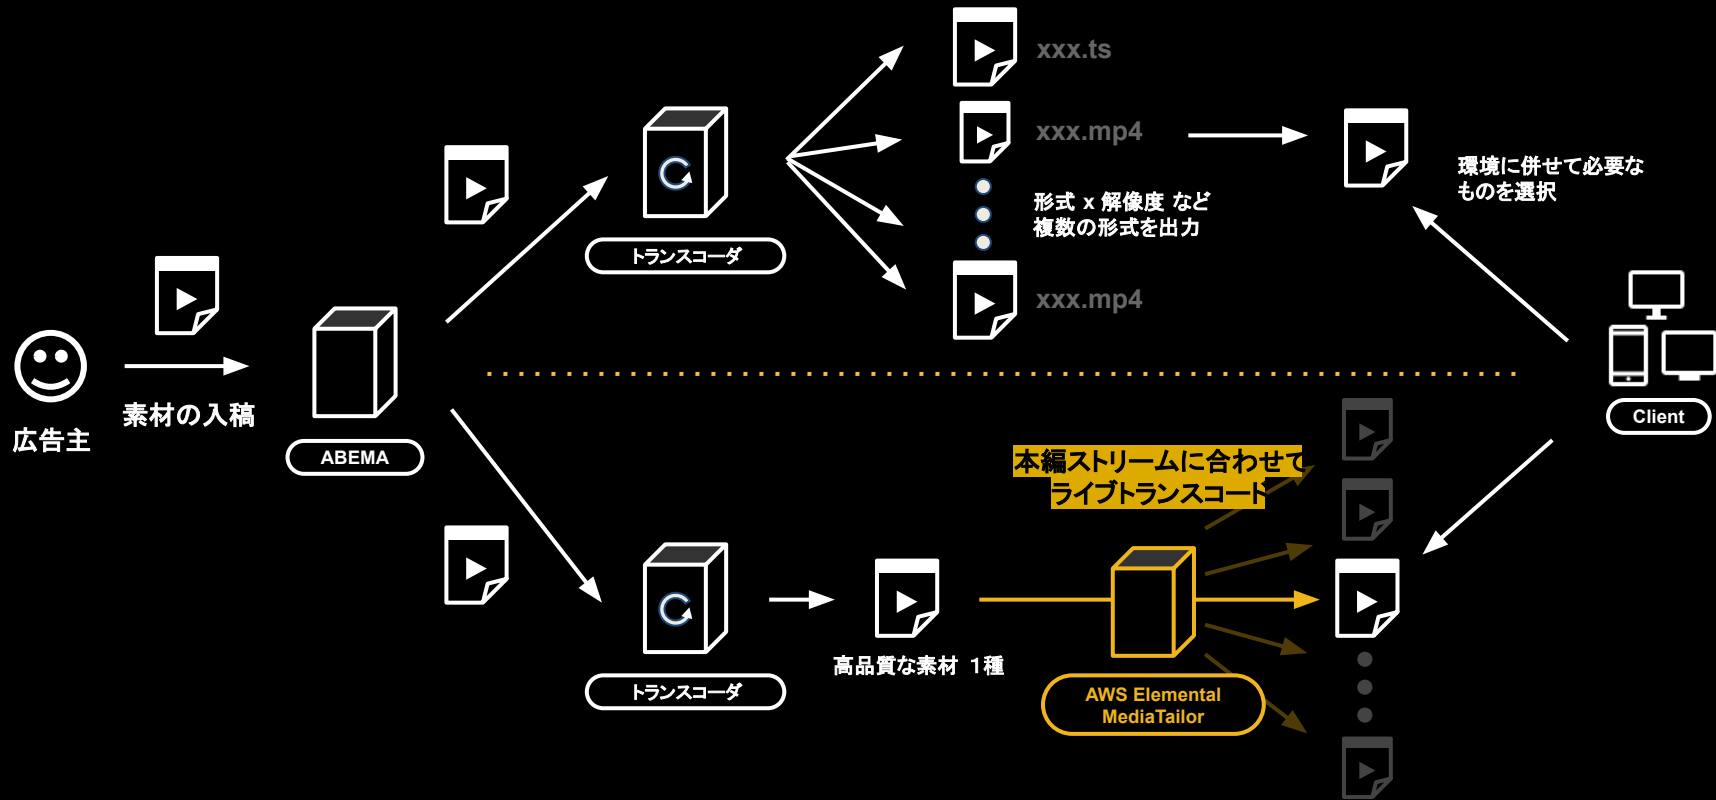 xxx.ts
xxx.mp4
形式 x 解像度 など
複数の形式を出力
xxx.mp4
環境に併せて必要な
ものを選択
トランスコーダ
広告主
素材の入稿
ABEMA
Client
本編ストリームに合わせて
ライブトランスコード
トランスコーダ
高品質な素材 1種
AWS Elemental
MediaTailor